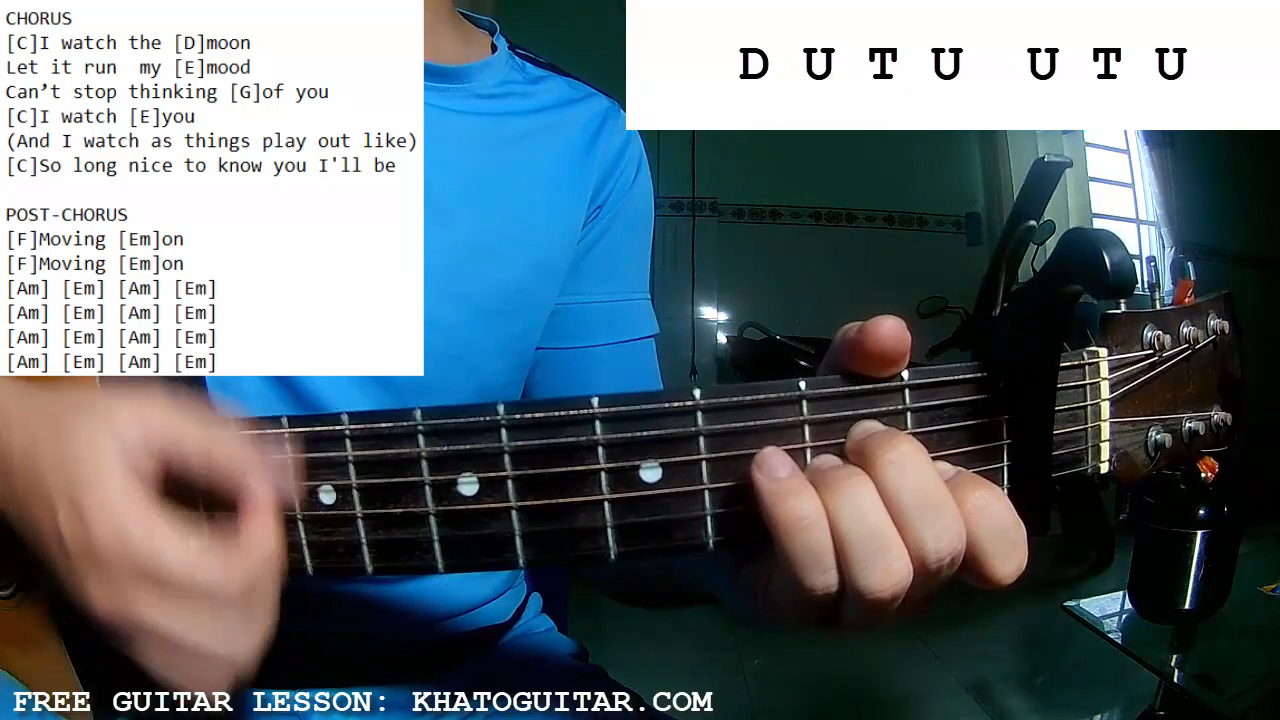 CHORUS
[C]I watch the [D]moon
Let it run  my [E]mood
Can’t stop thinking [G]of you
[C]I watch [E]you
(And I watch as things play out like)
[C]So long nice to know you I'll be

POST-CHORUS
[F]Moving [Em]on
[F]Moving [Em]on
[Am] [Em] [Am] [Em]
[Am] [Em] [Am] [Em]
[Am] [Em] [Am] [Em]
[Am] [Em] [Am] [Em]
D U T U  U T U
FREE GUITAR LESSON: KHATOGUITAR.COM